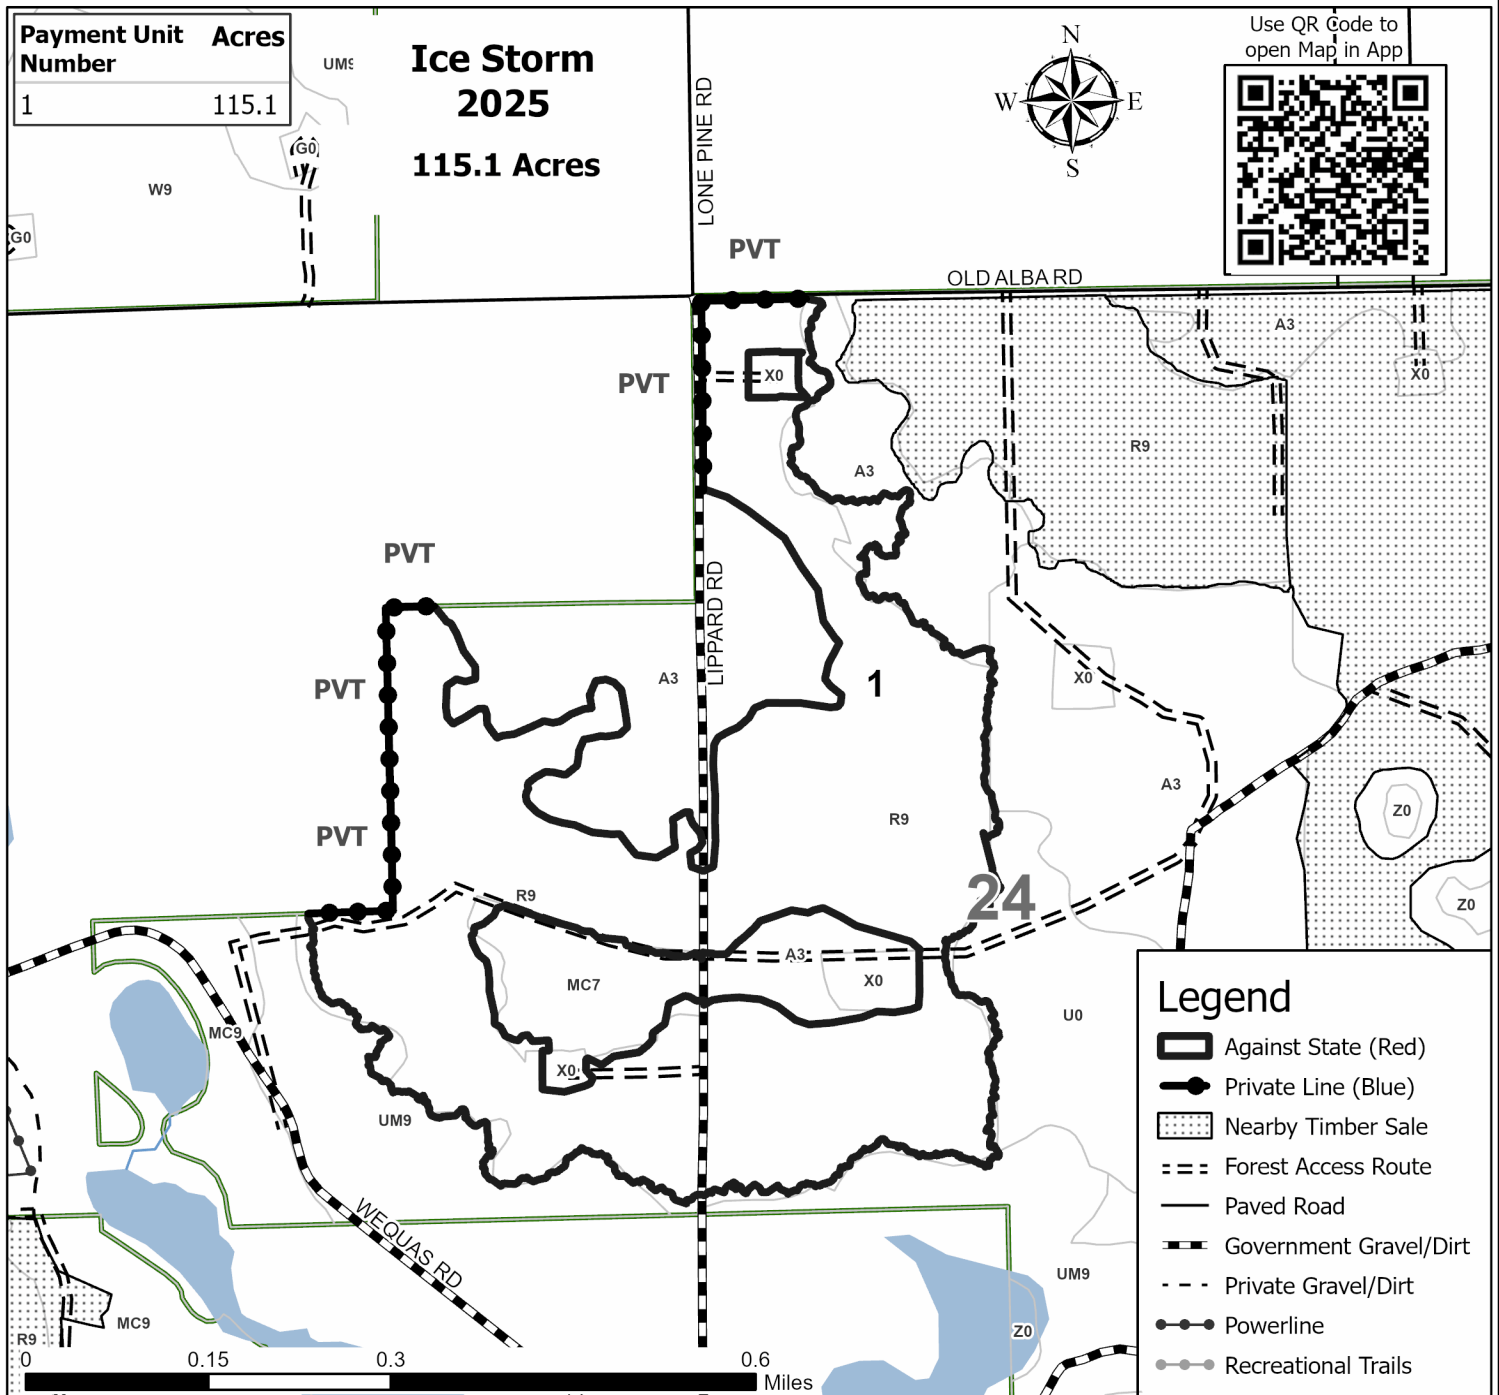 Payment Unit Number Acres
1 115.1
Ice Storm
2025
115.1 Acres
Use QR Code to
open Map in App
N
W E
S
LONE PINE RD
OLD ALBA RD
UM9
G0
W9
G0
PVT
A3
PVT
X0
X0
R9
A3
PVT
LIPPARD RD
A3
1
X0
PVT
A3
R9
Z0
PVT
R9
24
Z0
A3
MC7
X0
MC9
U0
X0
UM9
WEQUAS RD
UM9
MC9
Z0
R9
Legend
Against State (Red)
Private Line (Blue)
Nearby Timber Sale
Forest Access Route
Paved Road
Government Gravel/Dirt
Private Gravel/Dirt
Powerline
Recreational Trails
0 0.15 0.3 0.6
Miles